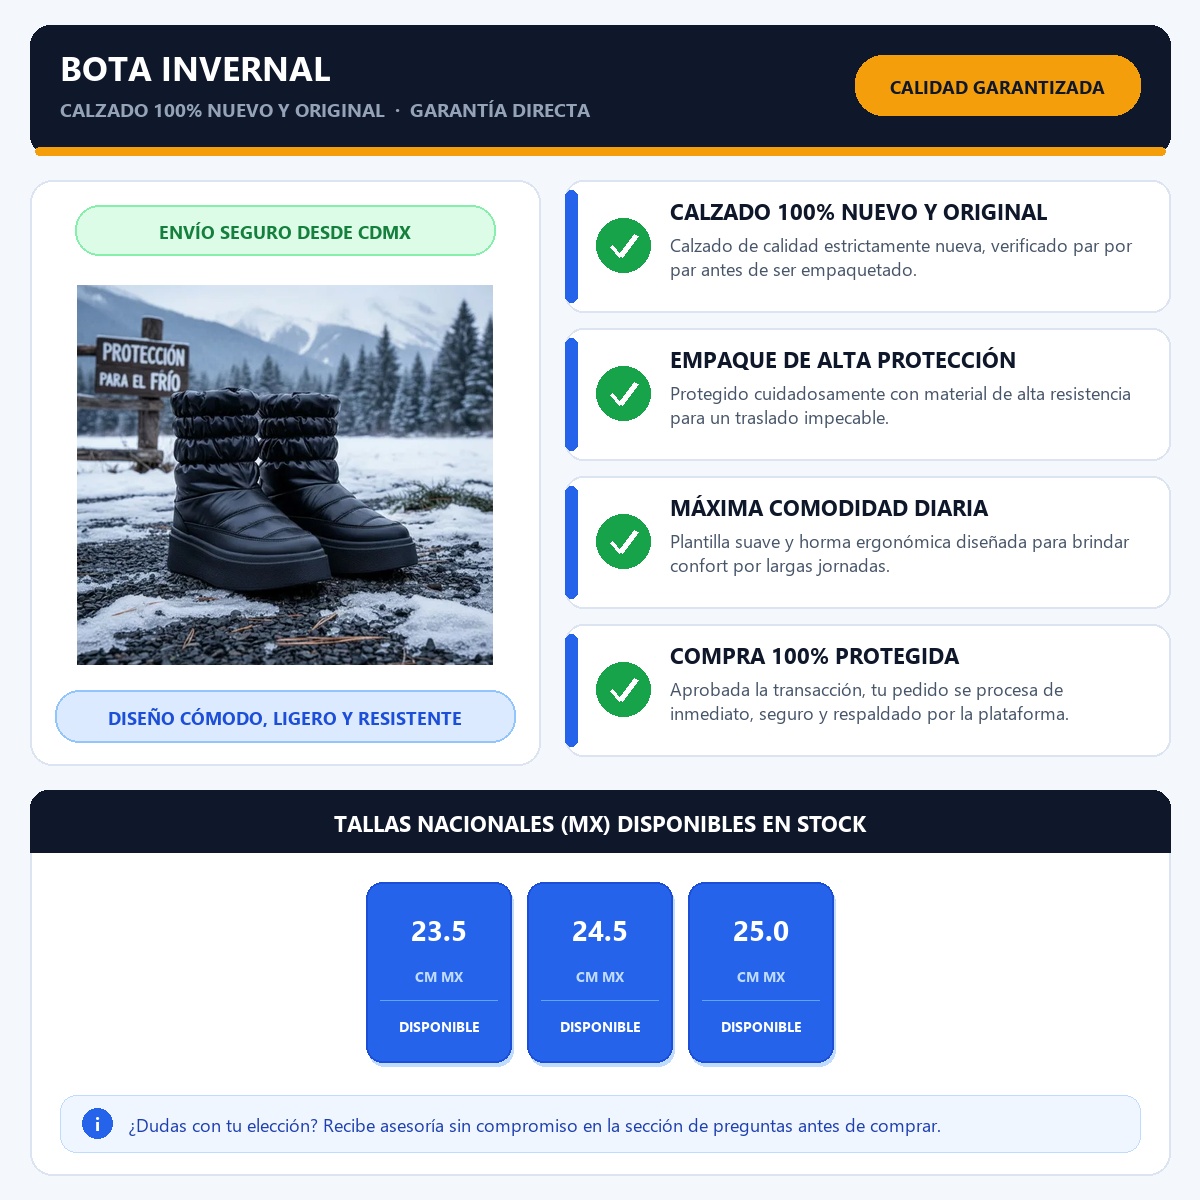 BOTA INVERNAL
CALZADO 100% NUEVO Y ORIGINAL · GARANTÍA DIRECTA
CALIDAD GARANTIZADA
ENVÍO SEGURO DESDE CDMX
PROTECCIÓN
PARA EL FRÍO
DISEÑO CÓMODO, LIGERO Y RESISTENTE
CALZADO 100% NUEVO Y ORIGINAL
Calzado de calidad estrictamente nueva, verificado par por
par antes de ser empaquetado.
EMPAQUE DE ALTA PROTECCIÓN
Protegido cuidadosamente con material de alta resistencia
para un traslado impecable.
MÁXIMA COMODIDAD DIARIA
Plantilla suave y horma ergonómica diseñada para brindar
confort por largas jornadas.
COMPRA 100% PROTEGIDA
Aprobada la transacción, tu pedido se procesa de
inmediato, seguro y respaldado por la plataforma.
TALLAS NACIONALES (MX) DISPONIBLES EN STOCK
23.5
CM MX
DISPONIBLE
24.5
CM MX
DISPONIBLE
25.0
CM MX
DISPONIBLE
¿Dudas con tu elección? Recibe asesoría sin compromiso en la sección de preguntas antes de comprar.